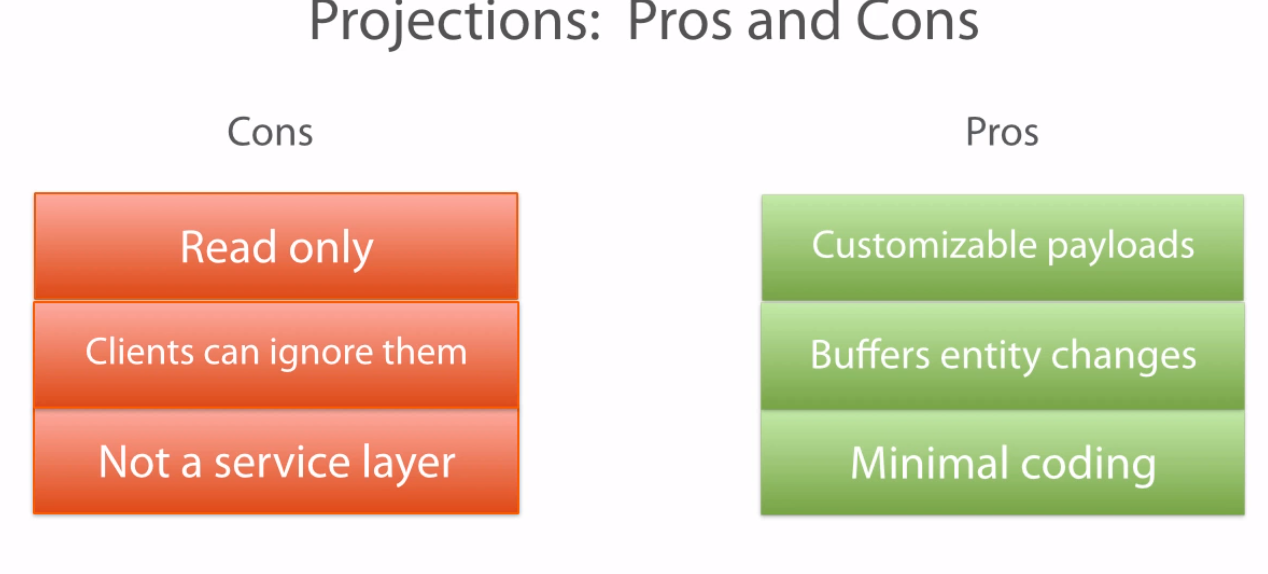 Projections: Pros and Cons
Cons
Pros
Read only
Customizable payloads
Clients can ignore them
Buffers entity changes
Not a service layer
Minimal coding